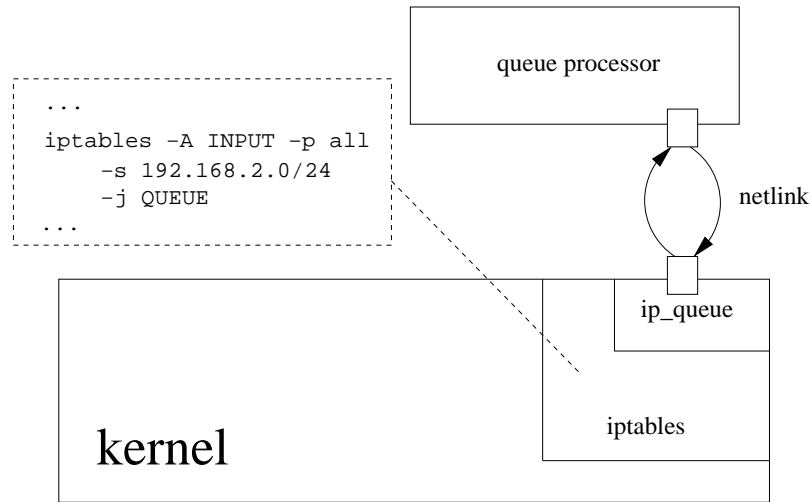 queue processor
...
iptables −A INPUT −p all
−s 192.168.2.0/24
−j QUEUE
...
netlink
ip_queue
iptables
kernel